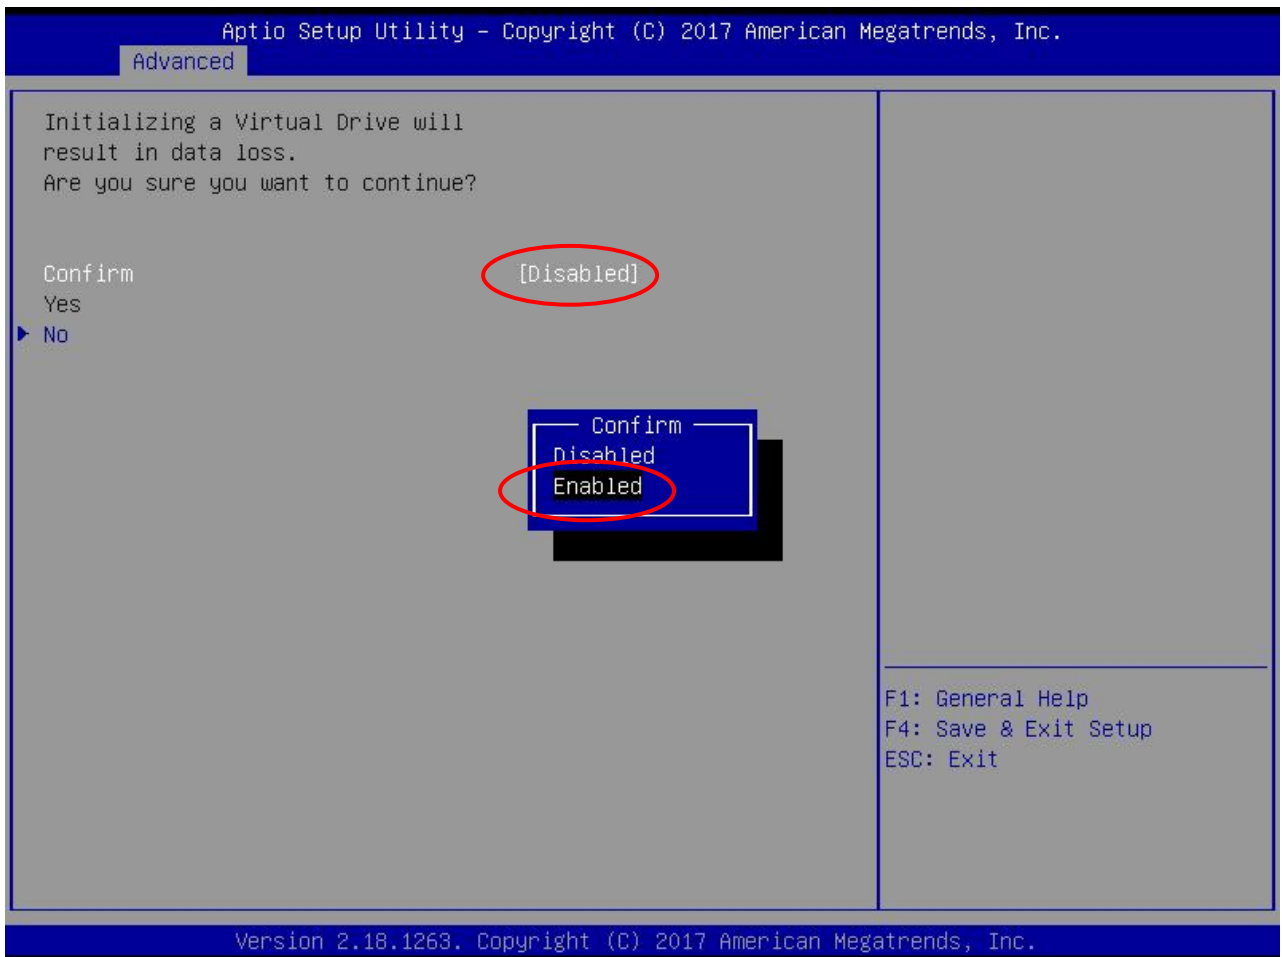 Aptio Setup Utility – Copyright (C) 2017 American Megatrends, Inc.
Advanced
Initializing a Virtual Drive will
result in data loss.
Are you sure you want to continue?
Confirm [Disabled]
Yes
No
Confirm
Disabled
Enabled
F1: General Help
F4: Save & Exit Setup
ESC: Exit
Version 2.18.1263. Copyright (C) 2017 American Megatrends, Inc.